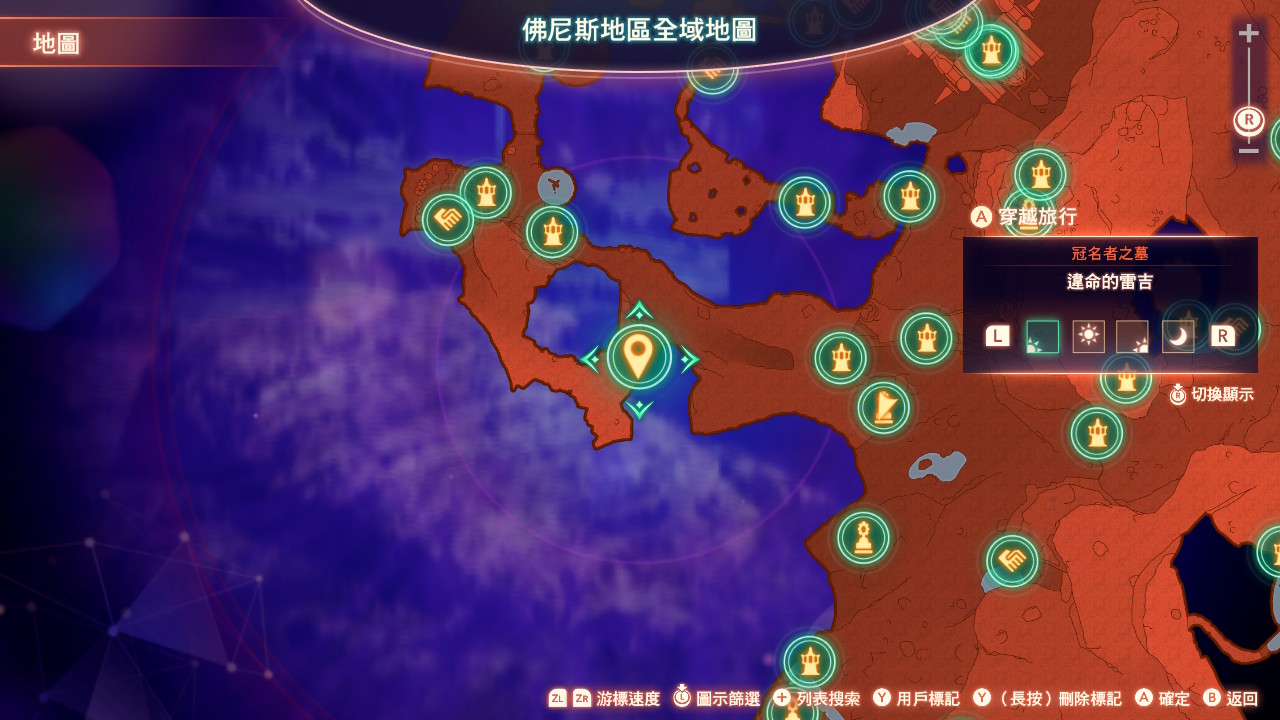 地圖
佛尼斯地區全域地圖
R
A 穿越旅行
冠名者之墓
違命的雷吉
L R
R 切換顯示
ZL ZR 游標速度 L 圖示篩選 + 列表搜索 Y 用戶標記 Y （長按）刪除標記 A 確定 B 返回